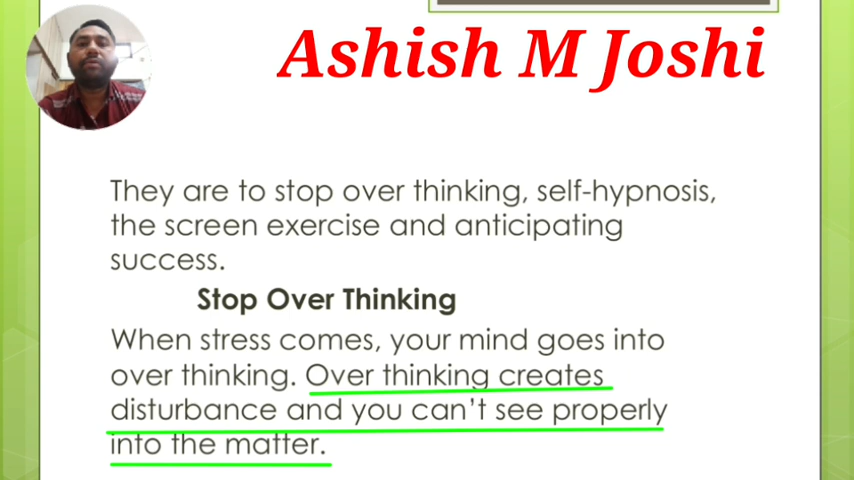 Ashish M Joshi
They are to stop over thinking, self-hypnosis,
the screen exercise and anticipating
success.
Stop Over Thinking
When stress comes, your mind goes into
over thinking. Over thinking creates
disturbance and you can't see properly
into the matter.